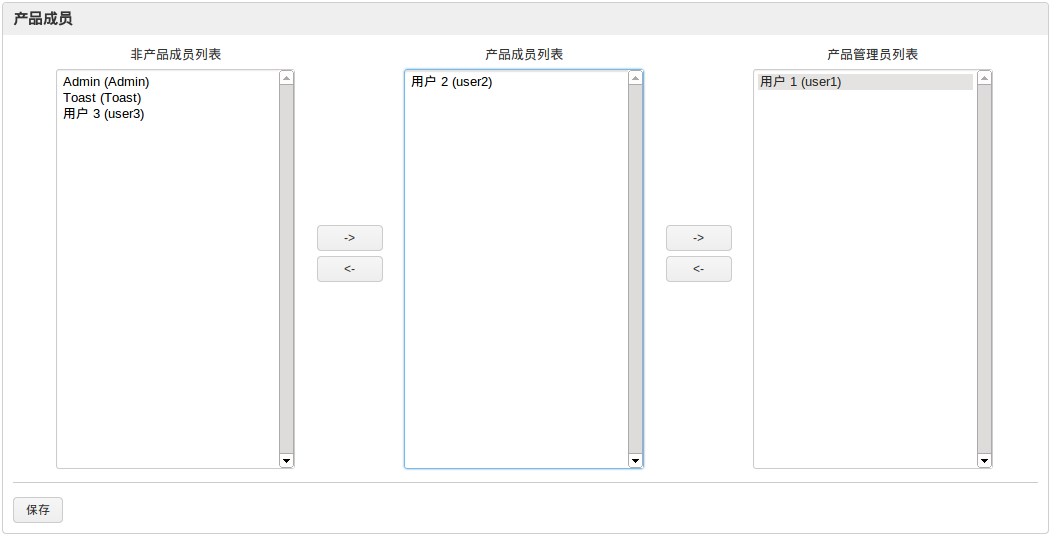 产品成员
非产品成员列表
产品成员列表
产品管理员列表
Admin (Admin)
Toast (Toast)
用户 3 (user3)
->
<-
用户 2 (user2)
->
<-
用户 1 (user1)
保存